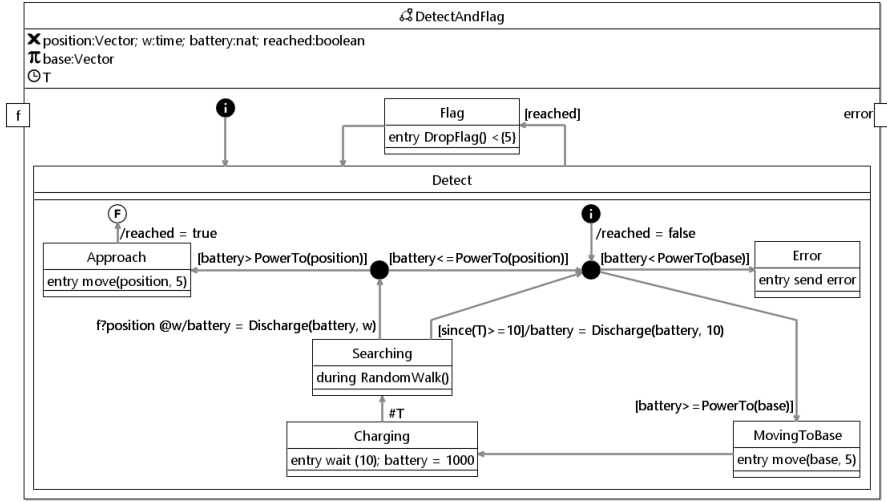 DetectAndFlag
position:Vector; w:time; battery:nat; reached:boolean
π base:Vector
T
i
f
Flag
[reached]
error
entry DropFlag() <{5}
Detect
F
i
/reached = true
/reached = false
Approach
[battery> PowerTo(position)]
[battery<=PowerTo(position)]
[battery<PowerTo(base)]
Error
entry move(position, 5)
entry send error
f?position @w/battery = Discharge(battery, w)
[since(T)>=10]/battery = Discharge(battery, 10)
Searching
during RandomWalk()
[battery>=PowerTo(base)]
#T
Charging
MovingToBase
entry wait (10); battery = 1000
entry move(base, 5)